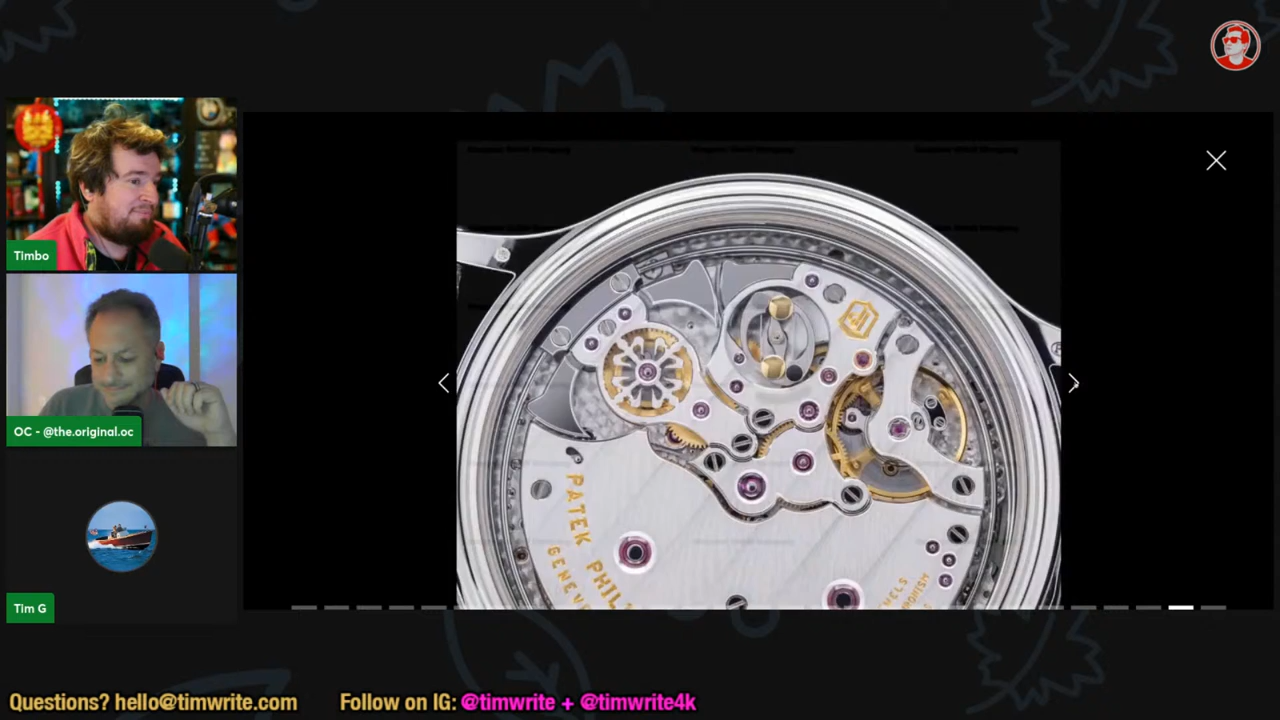 Timbo
OC - @the.original.oc
Tim G
PATEK PHIL
GENEV
Questions? hello@timwrite.com
Follow on IG: @timwrite + @timwrite4k